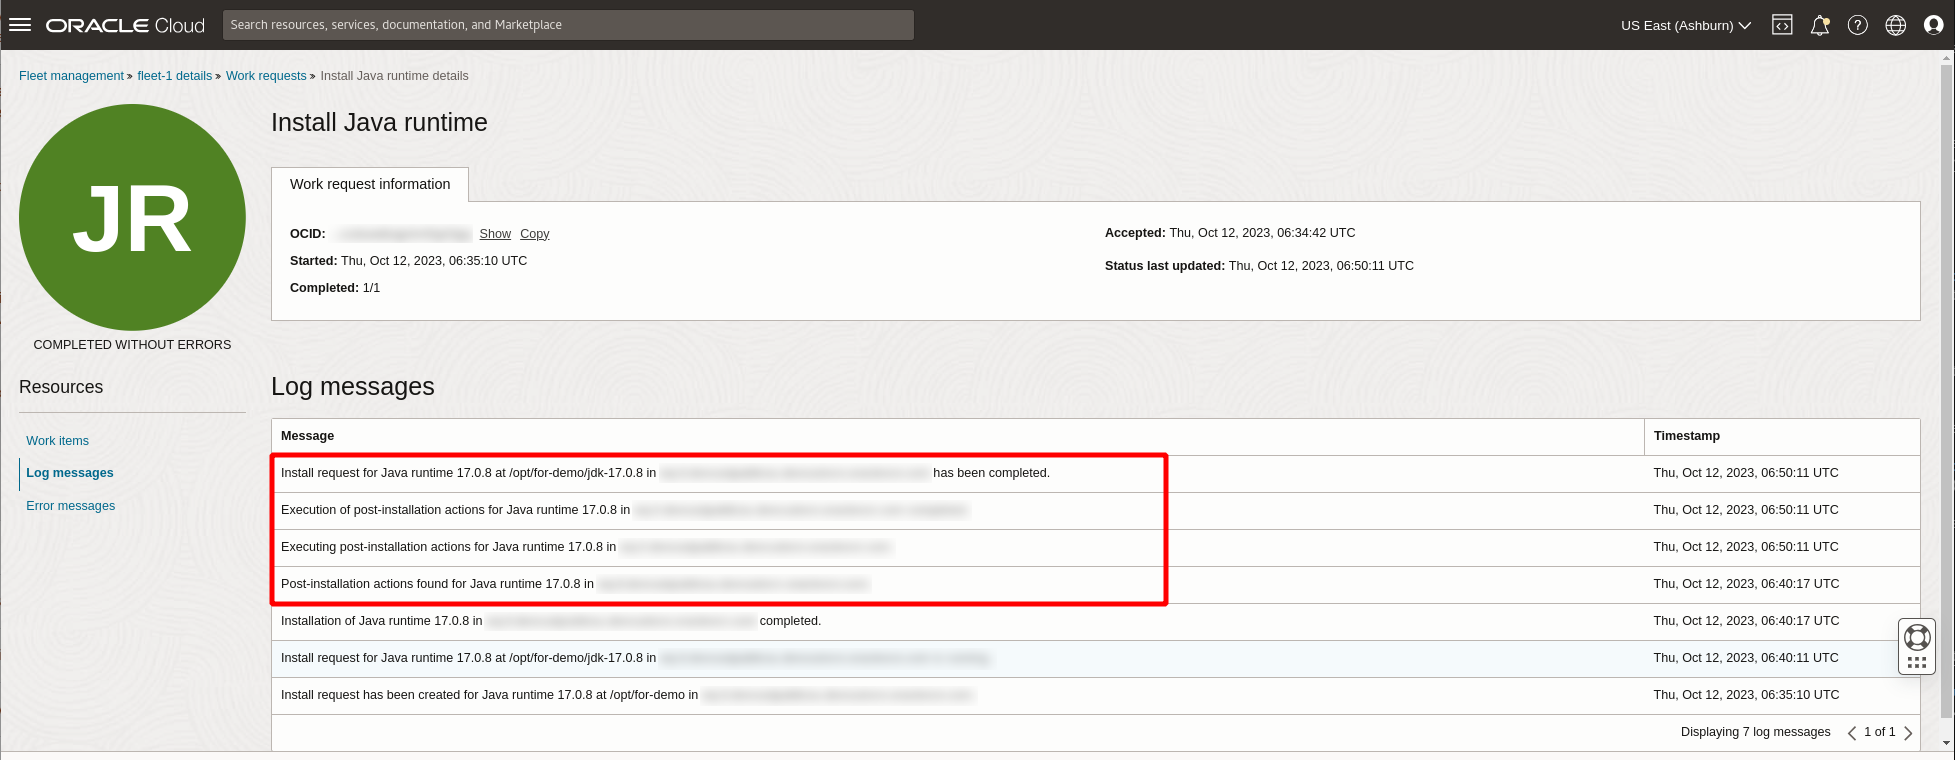 ORACLE Cloud
Search resources, services, documentation, and Marketplace
US East (Ashburn)
Fleet management » fleet-1 details » Work requests » Install Java runtime details
JR
COMPLETED WITHOUT ERRORS
Resources
Work items
Log messages
Error messages
Install Java runtime
Work request information
OCID: Show Copy
Started: Thu, Oct 12, 2023, 06:35:10 UTC
Completed: 1/1
Accepted: Thu, Oct 12, 2023, 06:34:42 UTC
Status last updated: Thu, Oct 12, 2023, 06:50:11 UTC
Log messages
Message Timestamp
Install request for Java runtime 17.0.8 at /opt/for-demo/jdk-17.0.8 in has been completed. Thu, Oct 12, 2023, 06:50:11 UTC
Execution of post-installation actions for Java runtime 17.0.8 in Thu, Oct 12, 2023, 06:50:11 UTC
Executing post-installation actions for Java runtime 17.0.8 in Thu, Oct 12, 2023, 06:50:11 UTC
Post-installation actions found for Java runtime 17.0.8 in Thu, Oct 12, 2023, 06:40:17 UTC
Installation of Java runtime 17.0.8 in completed. Thu, Oct 12, 2023, 06:40:17 UTC
Install request for Java runtime 17.0.8 at /opt/for-demo/jdk-17.0.8 in Thu, Oct 12, 2023, 06:40:11 UTC
Install request has been created for Java runtime 17.0.8 at /opt/for-demo in Thu, Oct 12, 2023, 06:35:10 UTC
Displaying 7 log messages 1 of 1